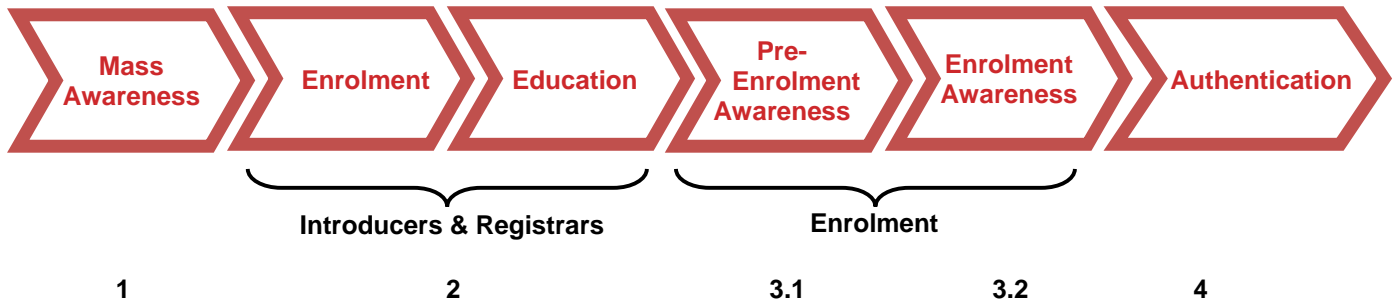 Mass
Awareness
Enrolment
Education
Pre-
Enrolment
Awareness
Enrolment
Awareness
Authentication
Introducers & Registrars
Enrolment
1
2
3.1
3.2
4